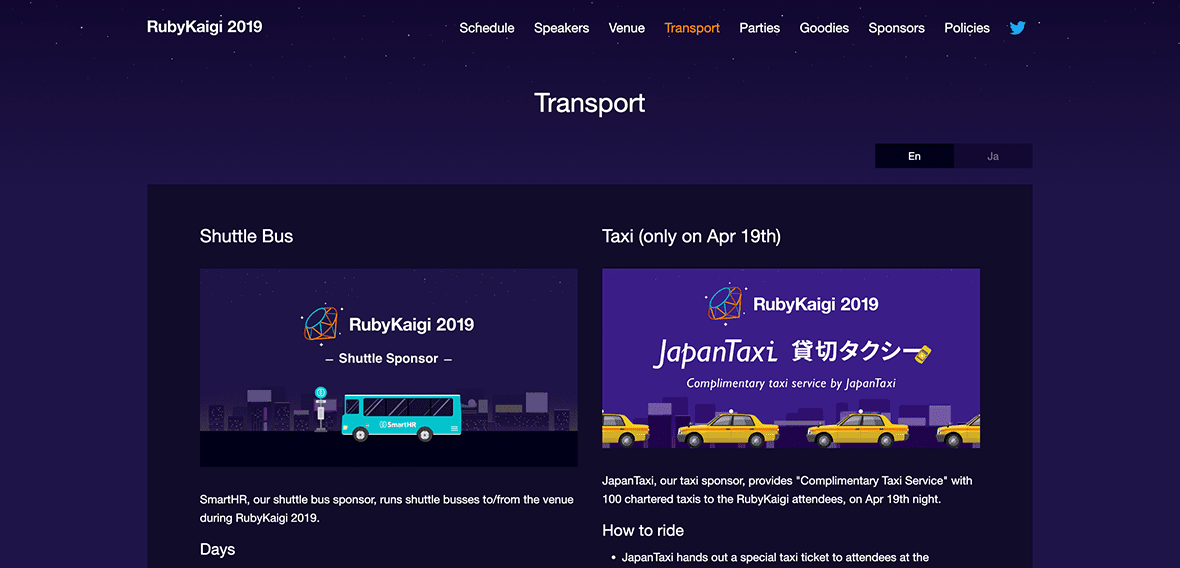 RubyKaigi 2019
Schedule Speakers Venue Transport Parties Goodies Sponsors Policies
Transport
En Ja
Shuttle Bus
RubyKaigi 2019
– Shuttle Sponsor –
SmartHR
SmartHR, our shuttle bus sponsor, runs shuttle busses to/from the venue
during RubyKaigi 2019.
Days
Taxi (only on Apr 19th)
RubyKaigi 2019
JapanTaxi 貸切タクシー
Complimentary taxi service by JapanTaxi
JapanTaxi, our taxi sponsor, provides "Complimentary Taxi Service" with
100 chartered taxis to the RubyKaigi attendees, on Apr 19th night.
How to ride
• JapanTaxi hands out a special taxi ticket to attendees at the